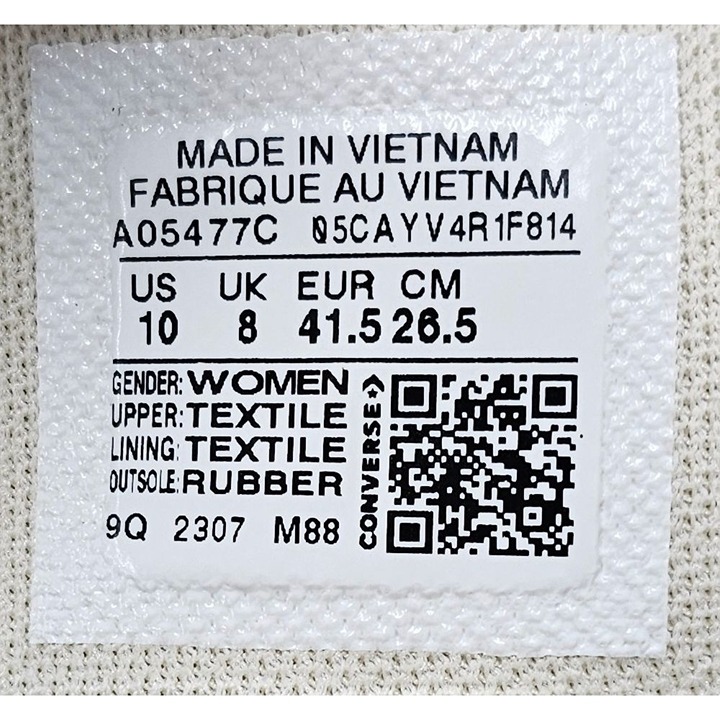 MADE IN VIETNAM
FABRIQUE AU VIETNAM
A05477C 05CAYV4R1F814
US UK EUR CM
10 8 41.5 26.5
GENDER: WOMEN
UPPER: TEXTILE
LINING: TEXTILE
OUTSOLE: RUBBER
9Q 2307 M88
CONVERSE